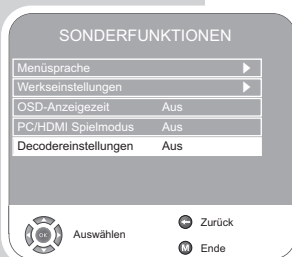 SONDERFUNKTIONEN
Menüsprache
Werkseinstellungen
OSD-Anzeigezeit Aus
PC/HDMI Spielmodus Aus
Decodereinstellungen Aus
OK Auswählen
Zurück
M Ende